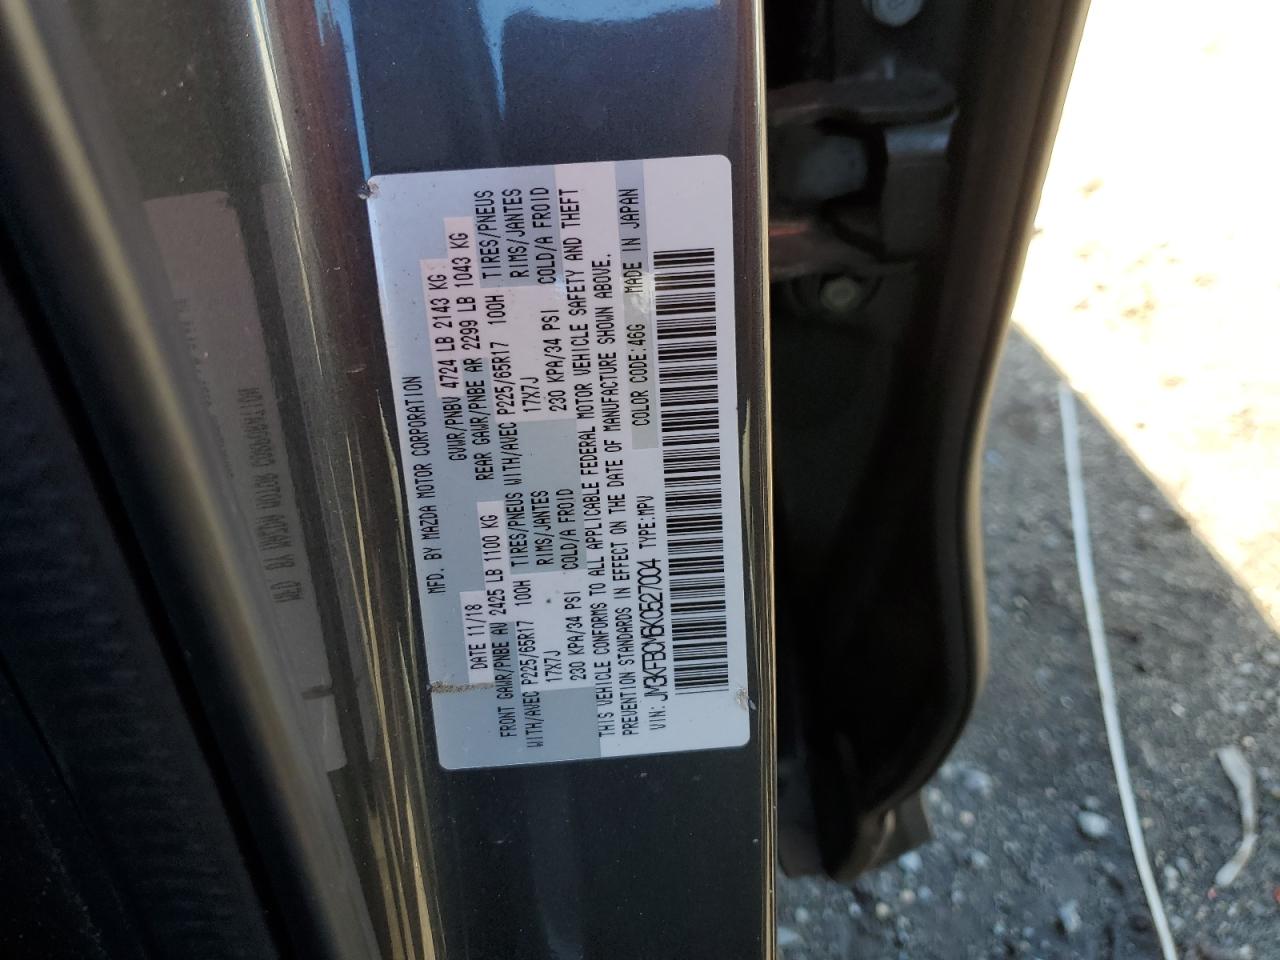 MFD. BY MAZDA MOTOR CORPORATION
DATE 11/18 GVWR/PNBV 4724 LB 2143 KG
FRONT GAWR/PNBE AV 2425 LB 1100 KG REAR GAWR/PNBE AR 2299 LB 1043 KG
WITH/AVEC P225/65R17 100H TIRES/PNEUS WITH/AVEC P225/65R17 100H TIRES/PNEUS
17X7J RIMS/JANTES 17X7J RIMS/JANTES
230 KPA/34 PSI COLD/A FROID 230 KPA/34 PSI COLD/A FROID
THIS VEHICLE CONFORMS TO ALL APPLICABLE FEDERAL MOTOR VEHICLE SAFETY AND THEFT
PREVENTION STANDARDS IN EFFECT ON THE DATE OF MANUFACTURE SHOWN ABOVE.
VIN: JM3KFBCM6K0527004 TYPE:MPV COLOR CODE:46G MADE IN JAPAN